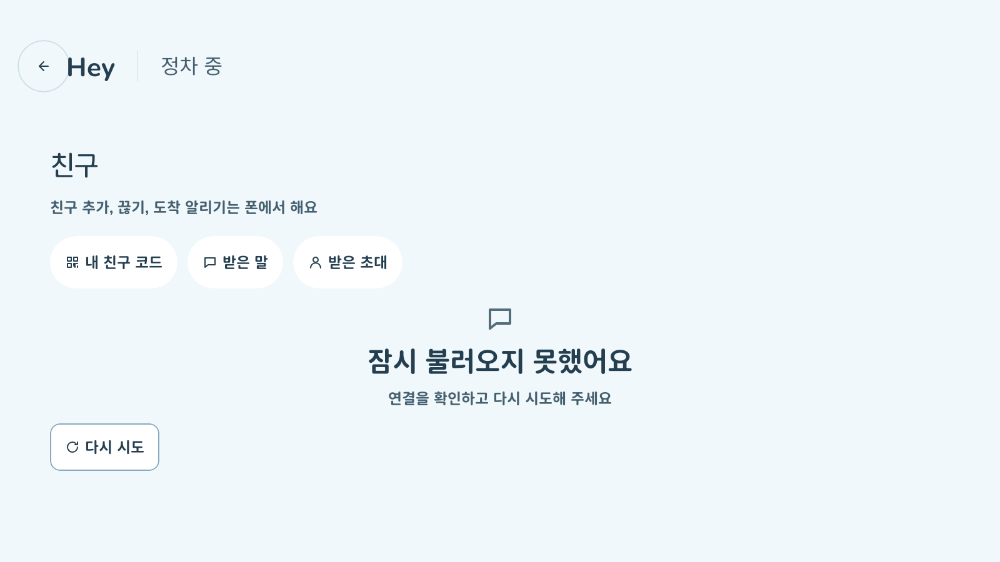 Hey
정차 중
친구
친구 추가, 끊기, 도착 알리기는 폰에서 해요
내 친구 코드
받은 말
받은 초대
잠시 불러오지 못했어요
연결을 확인하고 다시 시도해 주세요
다시 시도